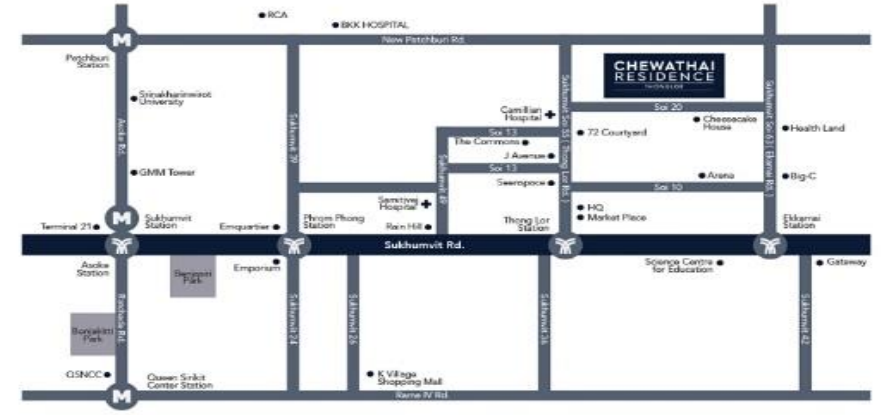 RCA
BKK HOSPITAL
M
New Petchburi Rd.
Petchburi
Station
CHEWATHAI
RESIDENCE
THONGLOR
Srinakharinwirot
University
Asoke Rd.
Sukhumvit 39
Camillian
Hospital
Sukhumvit Soi 55 ( Thong Lor Rd. )
Soi 20
Cheesecake
House
Sukhumvit Soi 63 ( Ekamai Rd. )
Health Land
Soi 13
72 Courtyard
The Commons
J Avenue
GMM Tower
Soi 13
Sukhumvit 49
Seenspace
Arena
Big-C
Soi 10
Samitivej
Hospital
HQ
Market Place
M
Terminal 21
Sukhumvit
Station
Emquartier
Phrom Phong
Station
Rain Hill
Thong Lor
Station
Ekkamai
Station
Sukhumvit Rd.
Asoke
Station
Benjasiri
Park
Emporium
Science Centre
for Education
Gateway
Ratchada Rd.
Sukhumvit 24
Sukhumvit 26
Sukhumvit 36
Sukhumvit 42
Benjakitti
Park
QSNCC
Queen Sirikit
Center Station
K Village
Shopping Mall
M
Rama IV Rd.